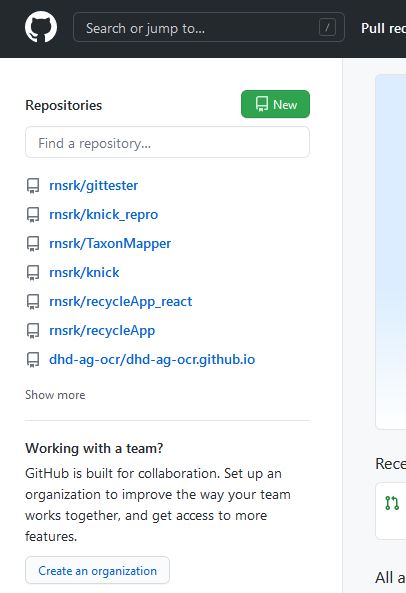 Search or jump to...
/
Pull rec
Repositories
New
Find a repository...
rnsrk/gittester
rnsrk/knick_repro
rnsrk/TaxonMapper
rnsrk/knick
rnsrk/recycleApp_react
rnsrk/recycleApp
dhd-ag-ocr/dhd-ag-ocr.github.io
Show more
Working with a team?
GitHub is built for collaboration. Set up an
organization to improve the way your team
works together, and get access to more
features.
Create an organization
Rece
All a